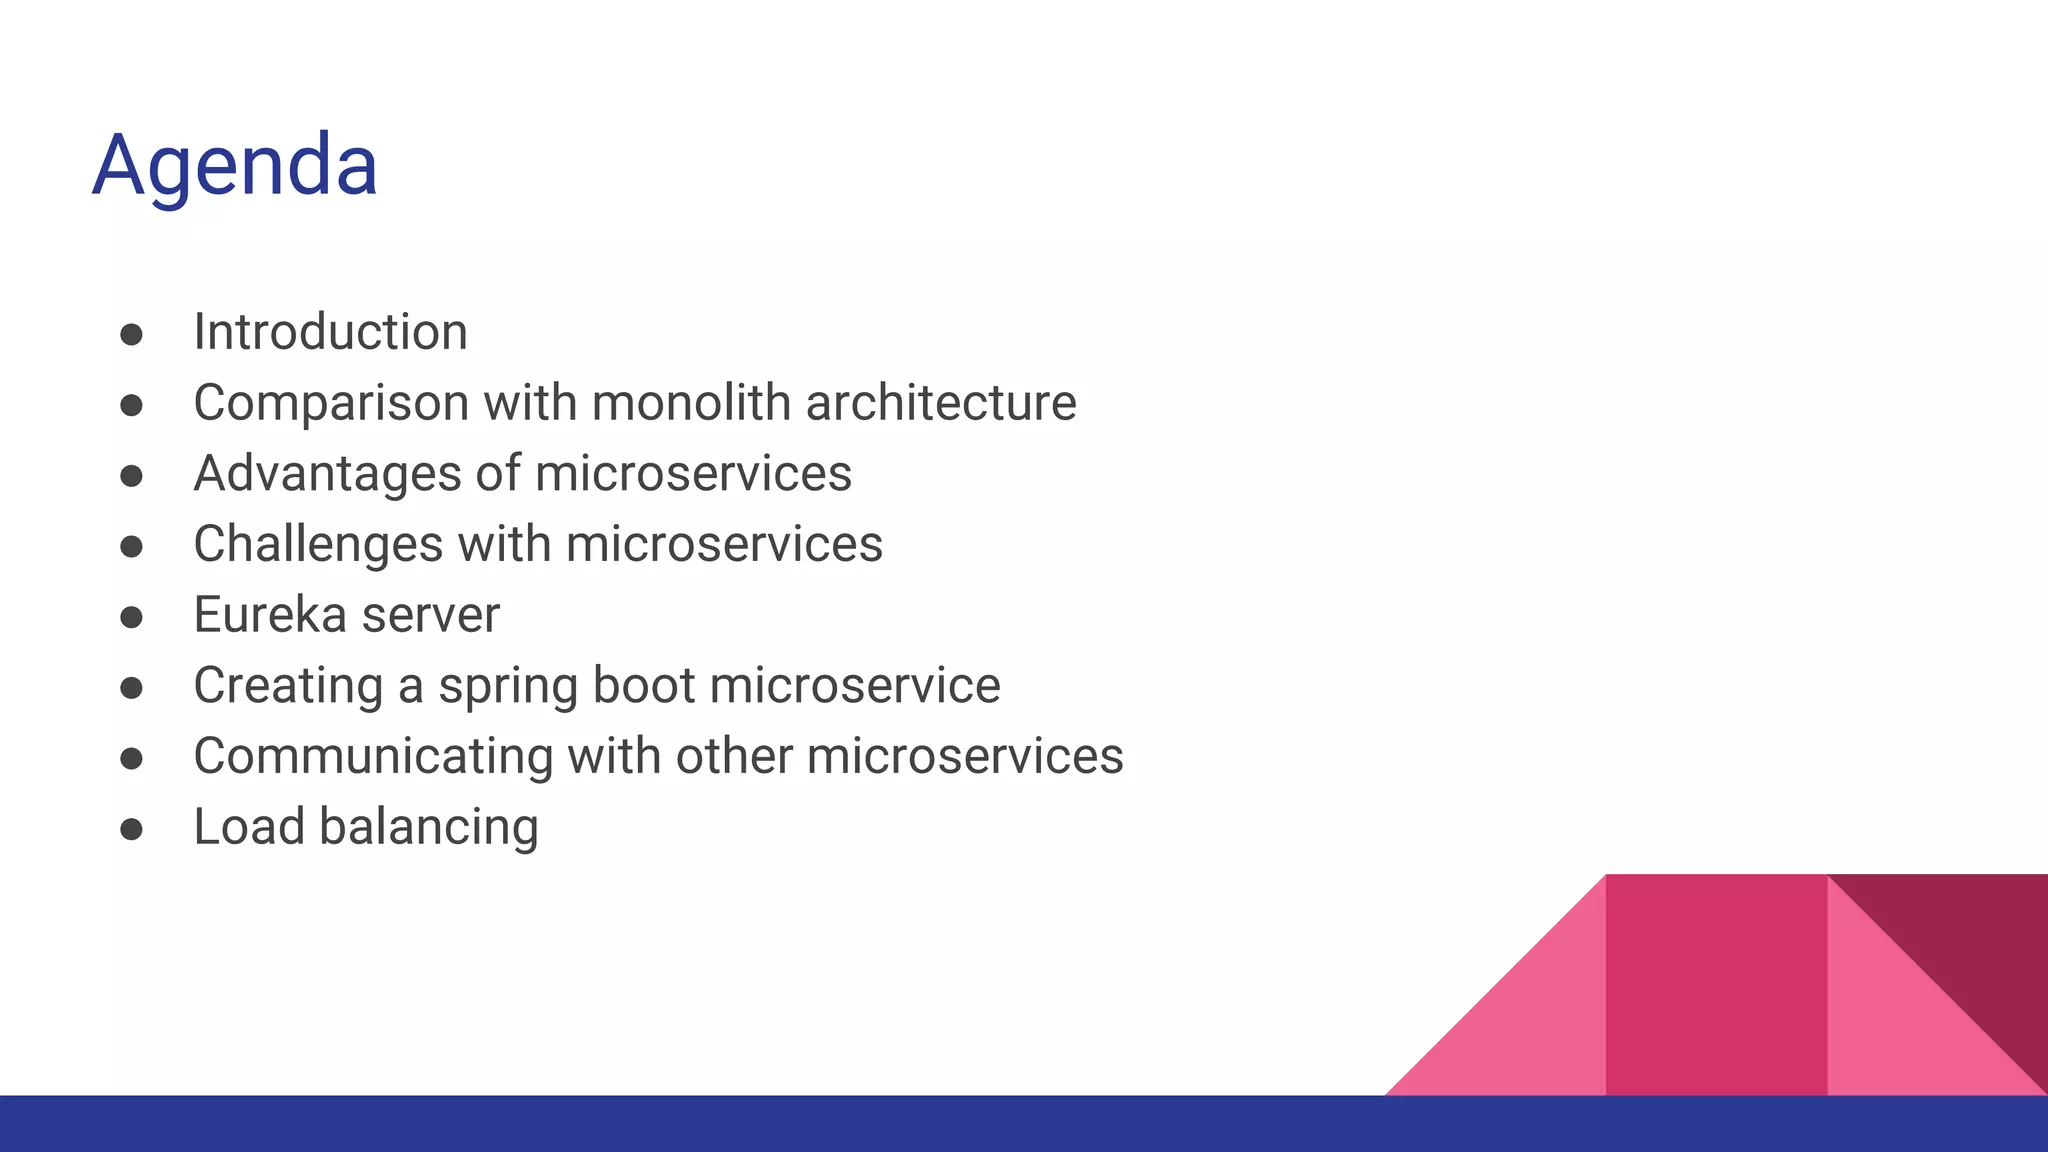 Agenda
● Introduction
● Comparison with monolith architecture
● Advantages of microservices
● Challenges with microservices
● Eureka server
● Creating a spring boot microservice
● Communicating with other microservices
● Load balancing